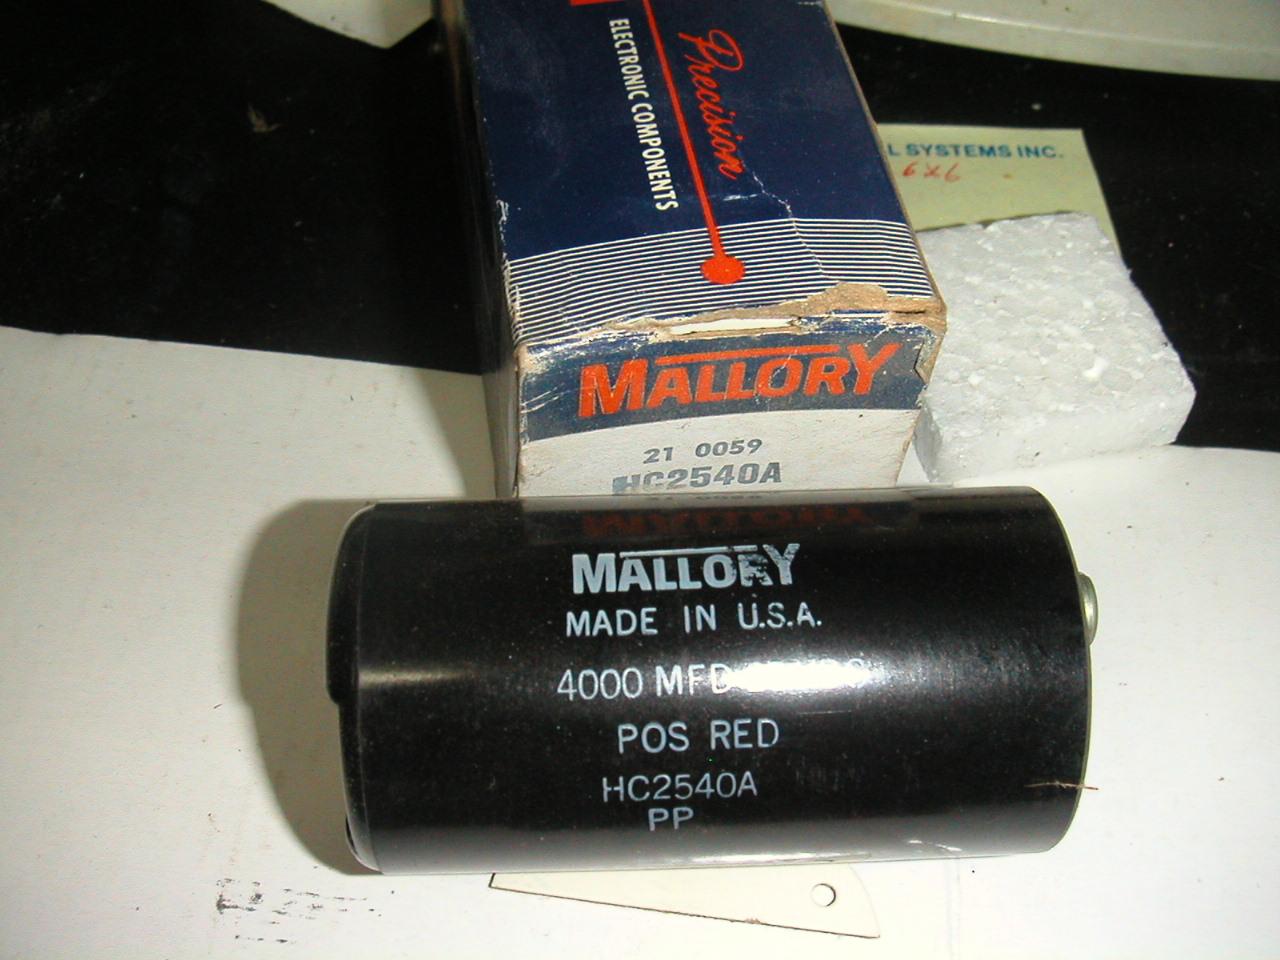 Precision
ELECTRONIC COMPONENTS
L SYSTEMS INC.
6x6
MALLORY
21 0059
HC2540A
MALLORY
MADE IN U.S.A.
4000 MFD
POS RED
HC2540A
PP